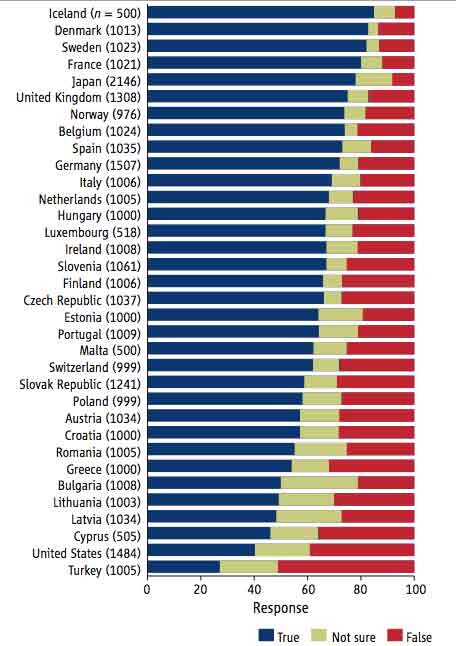 Iceland (n = 500)
Denmark (1013)
Sweden (1023)
France (1021)
Japan (2146)
United Kingdom (1308)
Norway (976)
Belgium (1024)
Spain (1035)
Germany (1507)
Italy (1006)
Netherlands (1005)
Hungary (1000)
Luxembourg (518)
Ireland (1008)
Slovenia (1061)
Finland (1006)
Czech Republic (1037)
Estonia (1000)
Portugal (1009)
Malta (500)
Switzerland (999)
Slovak Republic (1241)
Poland (999)
Austria (1034)
Croatia (1000)
Romania (1005)
Greece (1000)
Bulgaria (1008)
Lithuania (1003)
Latvia (1034)
Cyprus (505)
United States (1484)
Turkey (1005)
0 20 40 60 80 100
Response
True Not sure False